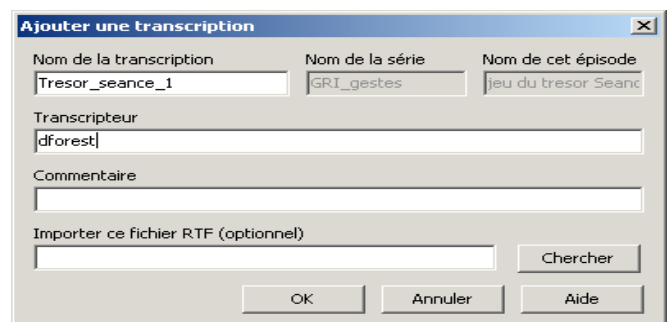 Ajouter une transcription
Nom de la transcription Nom de la série Nom de cet épisode
Tresor_seance_1 GRI_gestes jeu du tresor Seanc
Transcripteur
dforest
Commentaire
Importer ce fichier RTF (optionnel)
Chercher
OK Annuler Aide